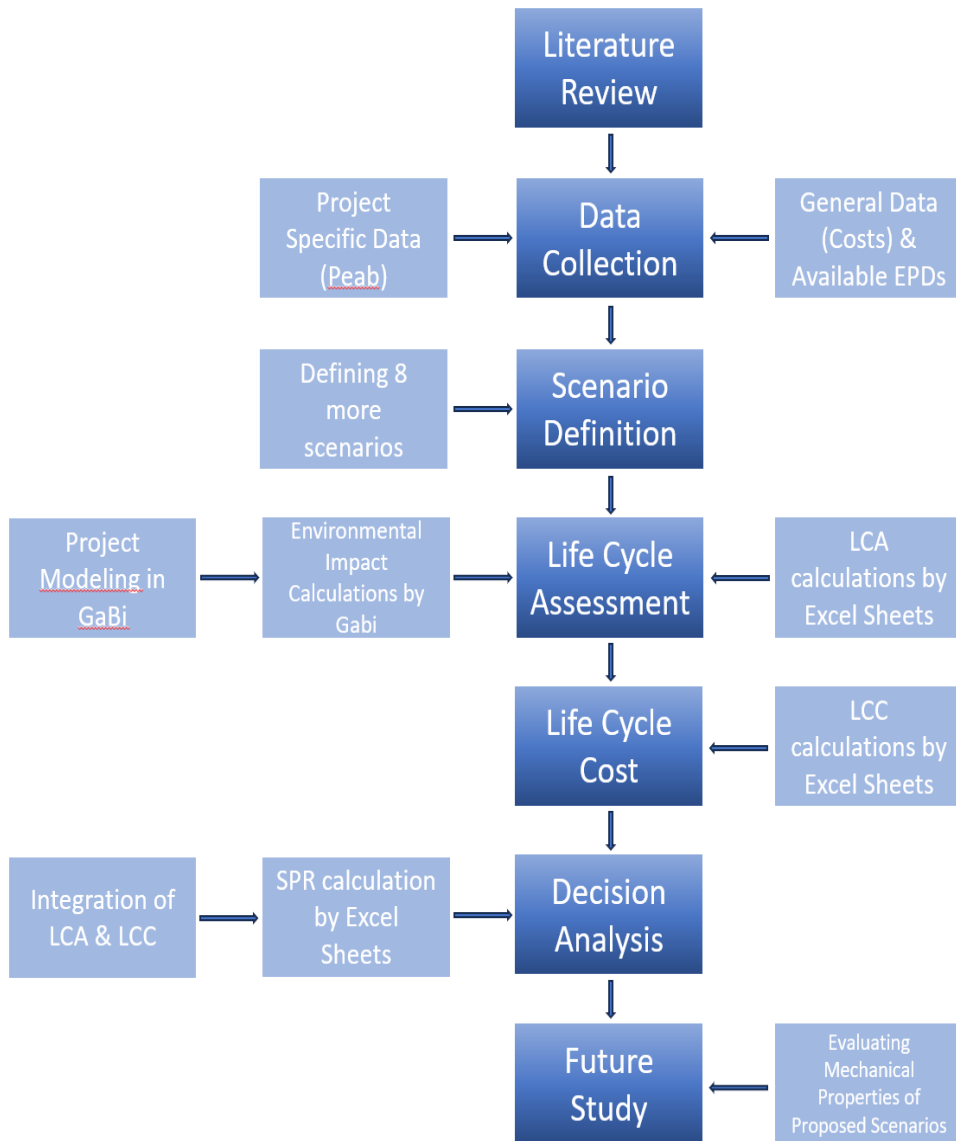 Literature
Review
Project
Specific Data
(Peab)
Data
Collection
General Data
(Costs) &
Available EPDs
Defining 8
more
scenarios
Scenario
Definition
Project
Modeling in
GaBi
Environmental
Impact
Calculations by
Gabi
Life Cycle
Assessment
LCA
calculations by
Excel Sheets
Life Cycle
Cost
LCC
calculations by
Excel Sheets
Integration of
LCA & LCC
SPR calculation
by Excel
Sheets
Decision
Analysis
Future
Study
Evaluating
Mechanical
Properties of
Proposed Scenarios